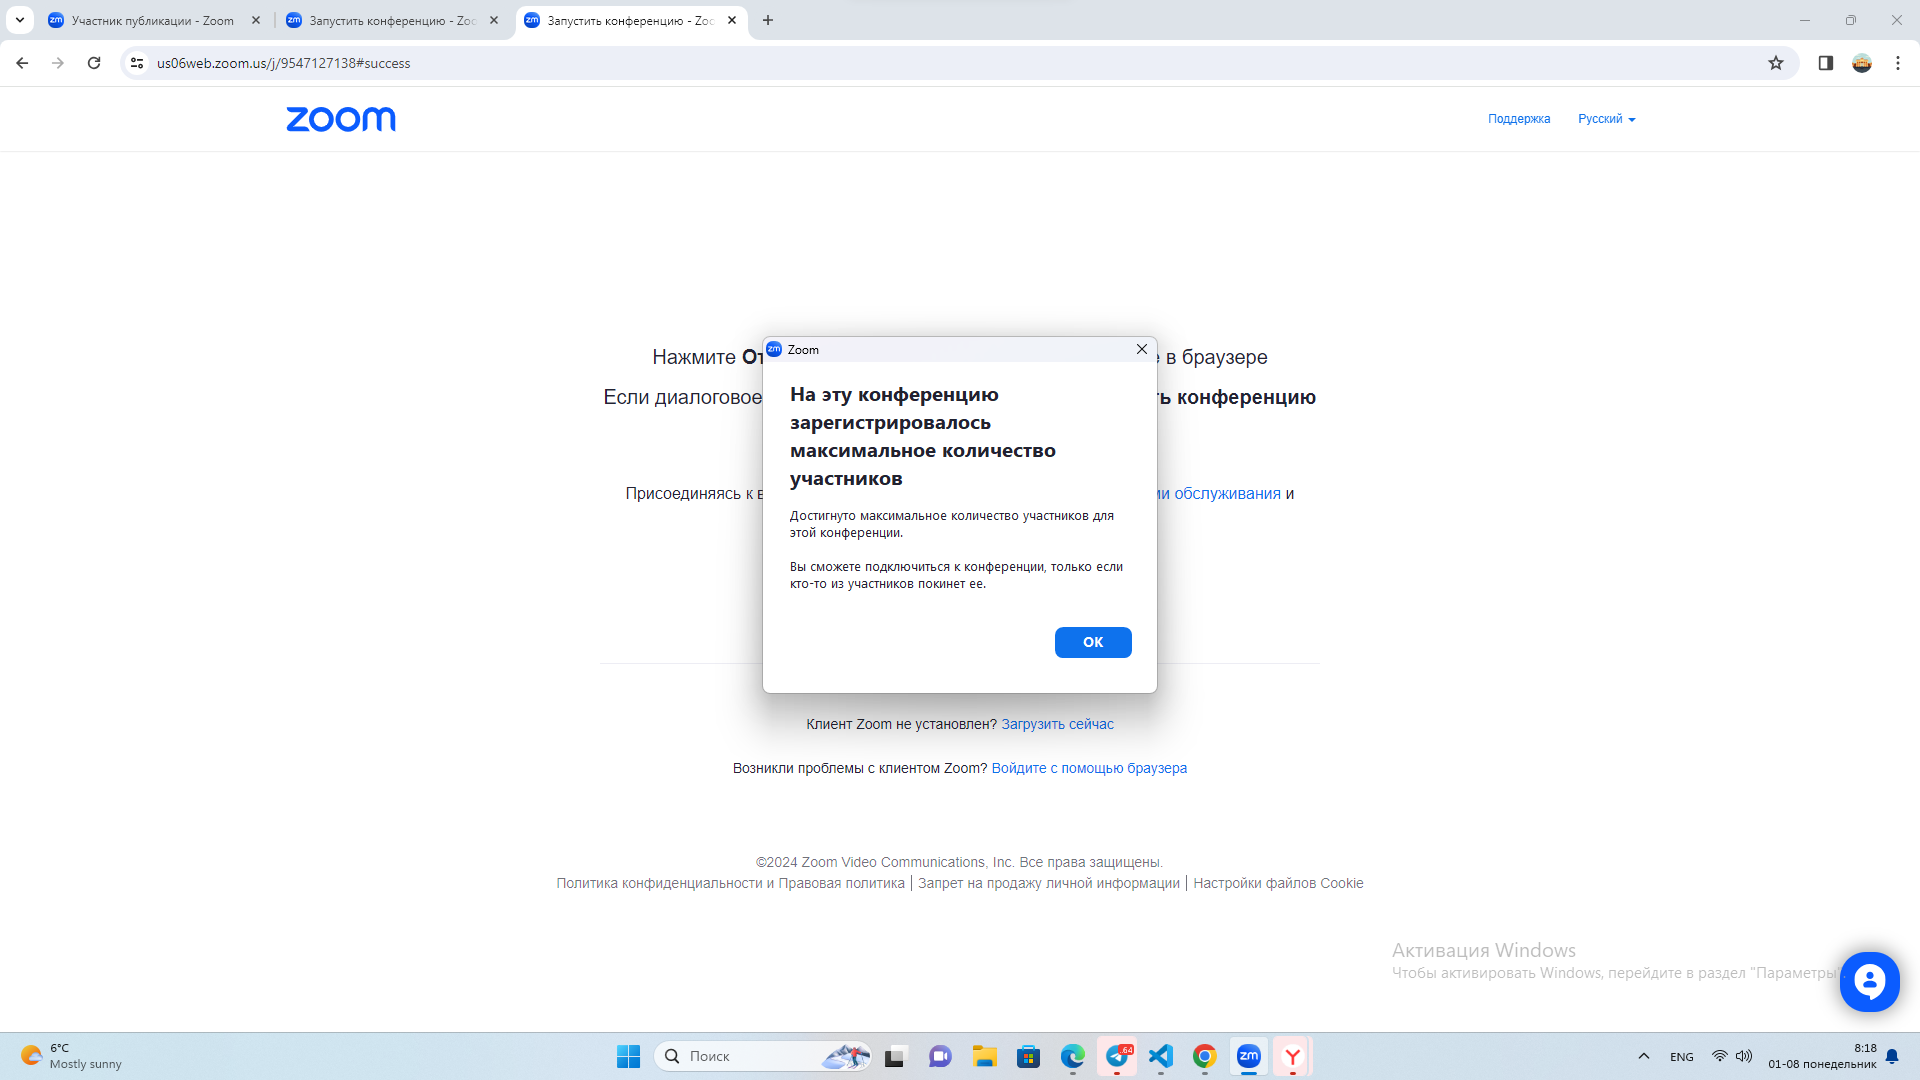 Участник публикации - Zoom
Запустить конференцию - Zoo
Запустить конференцию - Zoo
us06web.zoom.us/j/9547127138#success
zoom
Поддержка
Русский
Нажмите
в браузере
Если диалоговое
конференцию
Присоединяясь к
обслуживания и
zm Zoom
На эту конференцию
зарегистрировалось
максимальное количество
участников
Достигнуто максимальное количество участников для
этой конференции.
Вы сможете подключиться к конференции, только если
кто-то из участников покинет ее.
OK
Клиент Zoom не установлен? Загрузить сейчас
Возникли проблемы с клиентом Zoom? Войдите с помощью браузера
©2024 Zoom Video Communications, Inc. Все права защищены.
Политика конфиденциальности и Правовая политика | Запрет на продажу личной информации | Настройки файлов Cookie
Активация Windows
Чтобы активировать Windows, перейдите в раздел "Параметры".
6°C
Mostly sunny
Поиск
.64
zm
ENG
8:18
01-08 понедельник